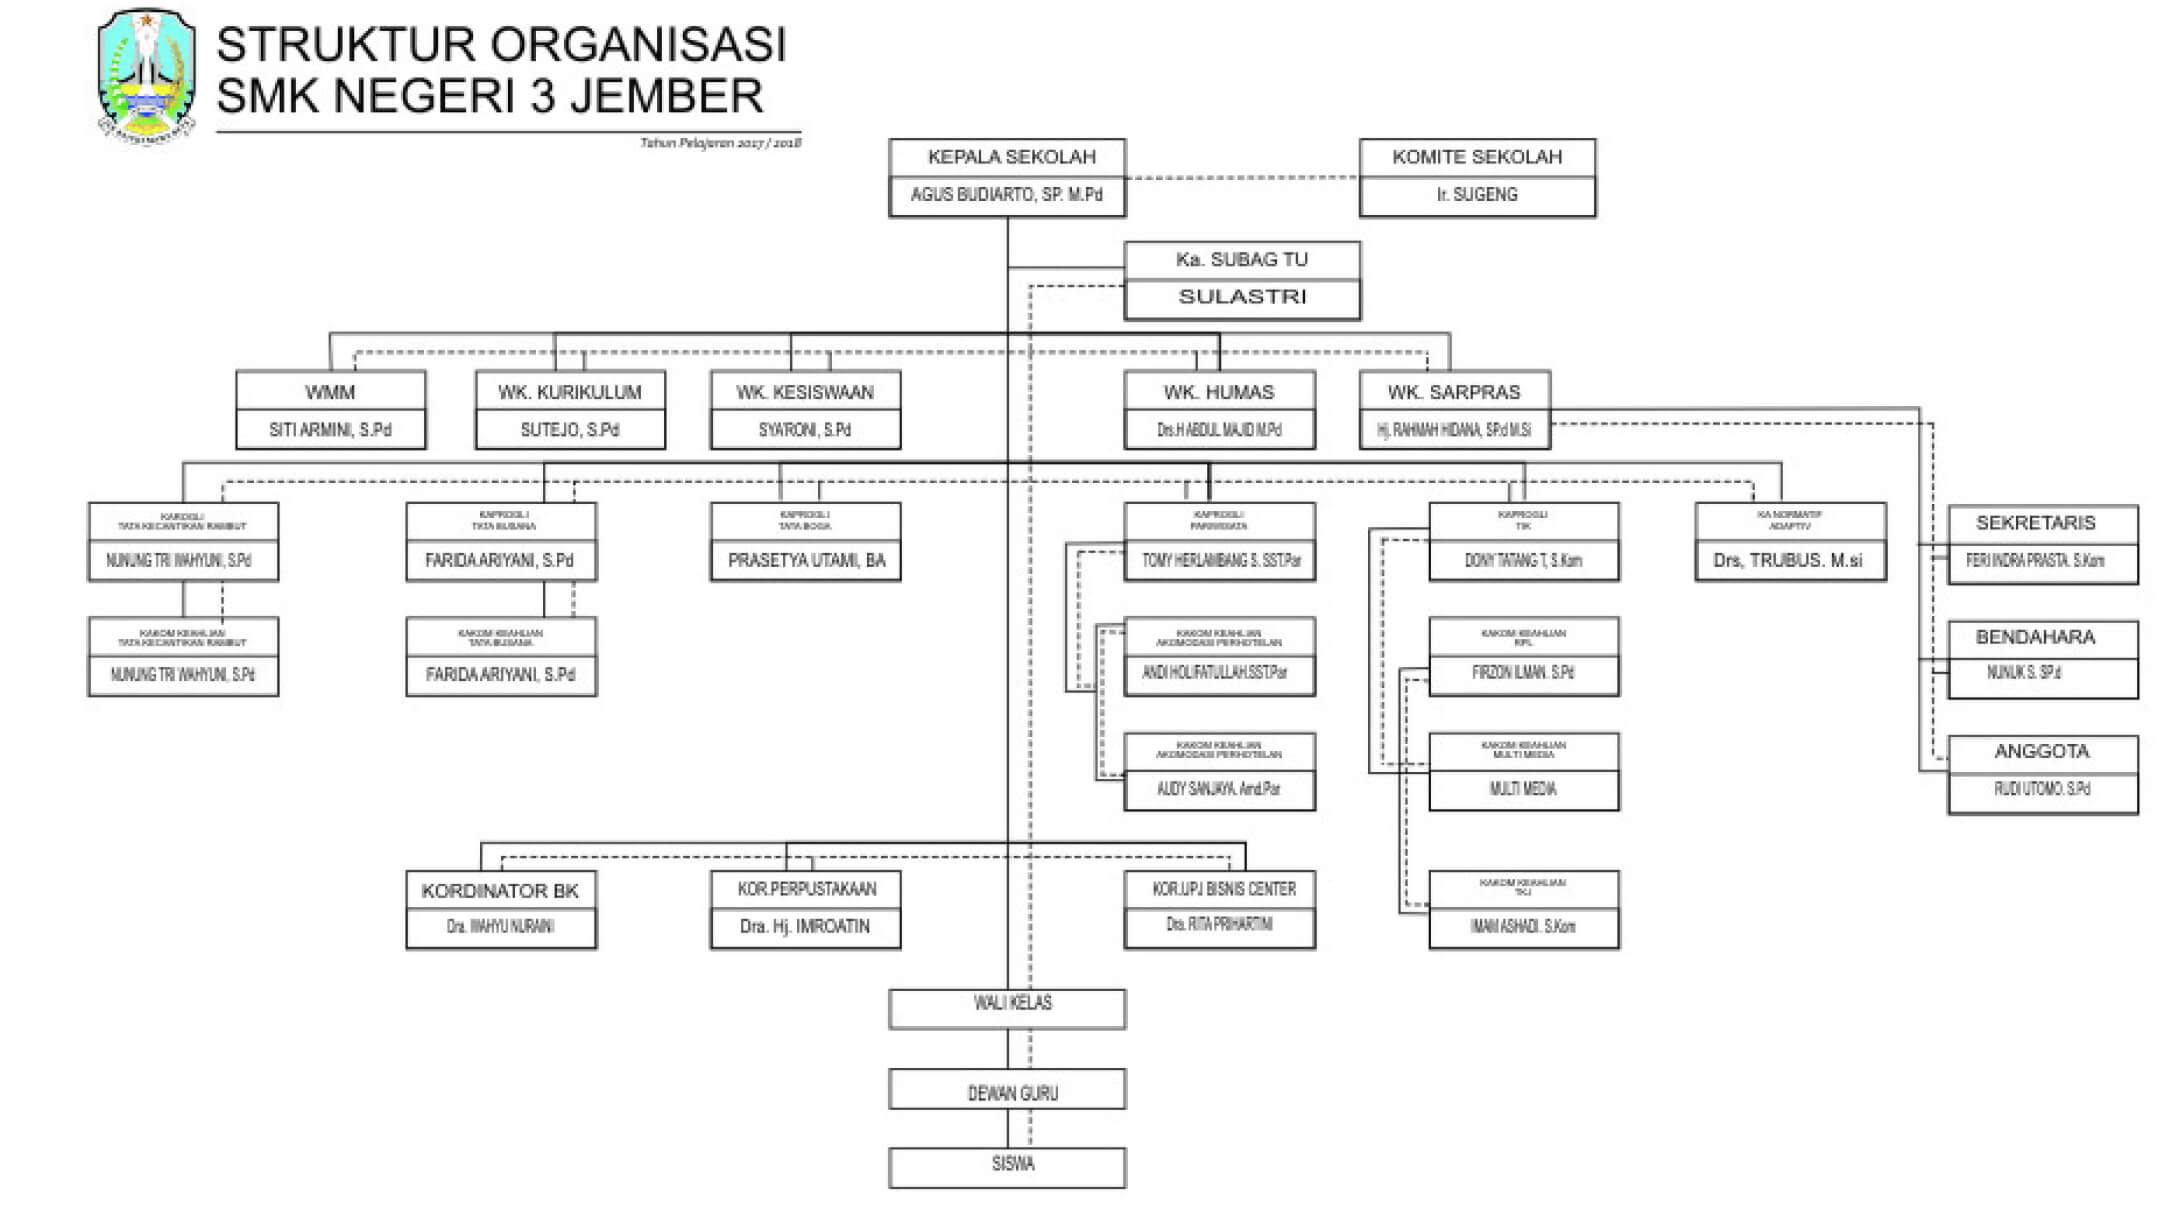 STRUKTUR ORGANISASI
SMK NEGERI 3 JEMBER
Tahun Pelajaran 2017 / 2018
KEPALA SEKOLAH
AGUS BUDIARTO, SP. M.Pd
KOMITE SEKOLAH
Ir. SUGENG
Ka. SUBAG TU
SULASTRI
WMM
SITI ARMINI, S.Pd
WK. KURIKULUM
SUTEJO, S.Pd
WK. KESISWAAN
SYA'RONI, S.Pd
WK. HUMAS
Drs.H ABDUL MAJID M.Pd
WK. SARPRAS
Hj. RAHMAH HIDANA, SP.d M.Si
KAROGLI
TATA KECANTIKAN RAMBUT
NUNUNG TRI WAHYUNI, S.Pd
KAPROGLI
TATA BUSANA
FARIDA ARIYANI, S.Pd
KAPROGLI
TATA BOGA
PRASETYA UTAMI, BA
KAPROGLI
PARIWISATA
TOMY HERLAMBANG S. SST.Par
KAPROGLI
TIK
DONY TATANG T, S.Kom
KA NORMATIF
ADAPTIV
Drs, TRUBUS. M.si
SEKRETARIS
FERI INDRA PRASTA. S.Kom
KAKOM KEAHLIAN
TATA KECANTIKAN RAMBUT
NUNUNG TRI WAHYUNI, S.Pd
KAKOM KEAHLIAN
TATA BUSANA
FARIDA ARIYANI, S.Pd
KAKOM KEAHLIAN
AKOMODASI PERHOTELAN
ANDI HOLIFATULLAH.SST.Par
KAKOM KEAHLIAN
RPL
FIRZON ILMAN. S.Pd
BENDAHARA
NUNUK S. SP.d
KAKOM KEAHLIAN
AKOMODASI PERHOTELAN
AUDY SANJAYA. Amd.Par
KAKOM KEAHLIAN
MULTI MEDIA
MULTI MEDIA
ANGGOTA
RUDI UTOMO. S.Pd
KORDINATOR BK
Dra. WAHYU NURAINI
KOR.PERPUSTAKAAN
Dra. Hj. IMROATIN
KOR.UPJ BISNIS CENTER
Dra. RITA PRIHARTINI
KAKOM KEAHLIAN
TKJ
IMAM ASHADI. S.Kom
WALI KELAS
DEWAN GURU
SISWA